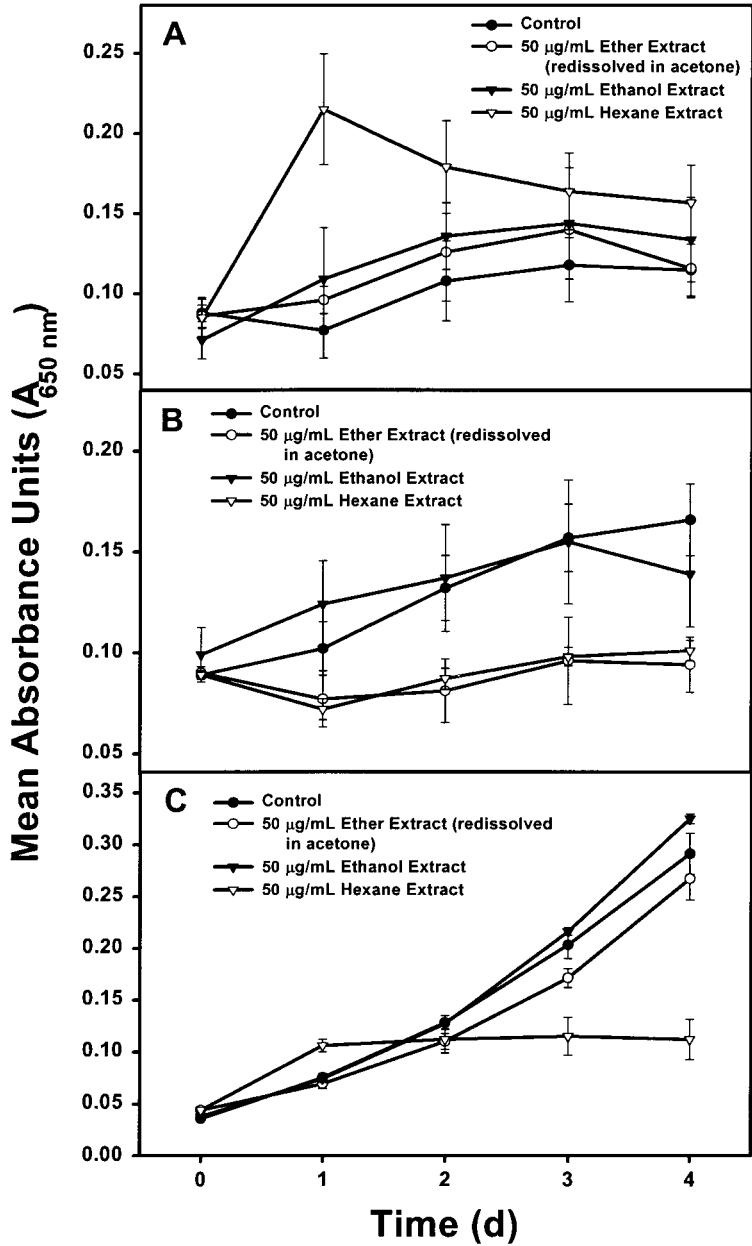 A
Control
50 µg/mL Ether Extract
(redissolved in acetone)
50 µg/mL Ethanol Extract
50 µg/mL Hexane Extract
0.25
0.20
0.15
0.10
0.05
B
Control
50 µg/mL Ether Extract (redissolved
in acetone)
50 µg/mL Ethanol Extract
50 µg/mL Hexane Extract
0.20
0.15
0.10
0.05
C
Control
50 µg/mL Ether Extract (redissolved
in acetone)
50 µg/mL Ethanol Extract
50 µg/mL Hexane Extract
0.35
0.30
0.25
0.20
0.15
0.10
0.05
0.00
0 1 2 3 4
Time (d)
Mean Absorbance Units (A650 nm)